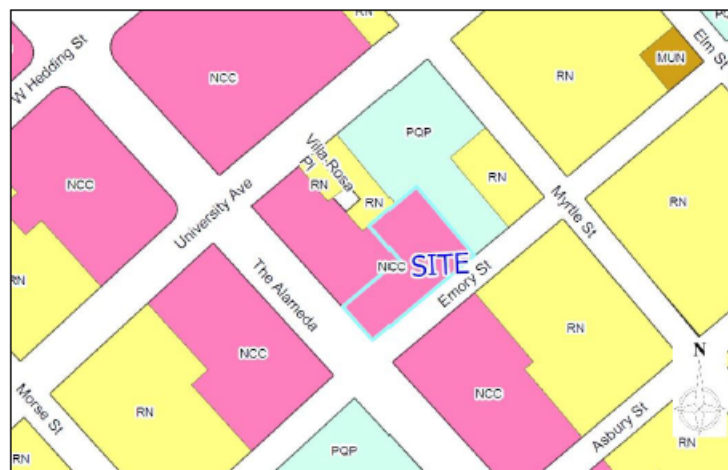 Elm St
W Hedding St
RN
NCC
RN
MUN
PQP
Villa-Rosa
Pl
NCC
RN
RN
RN
University Ave
RN
Myrtle St
NCC
SITE
RN
The Alameda
Emory St
RN
NCC
N
RN
NCC
Morse St
Asbury St
RN
RN
PQP